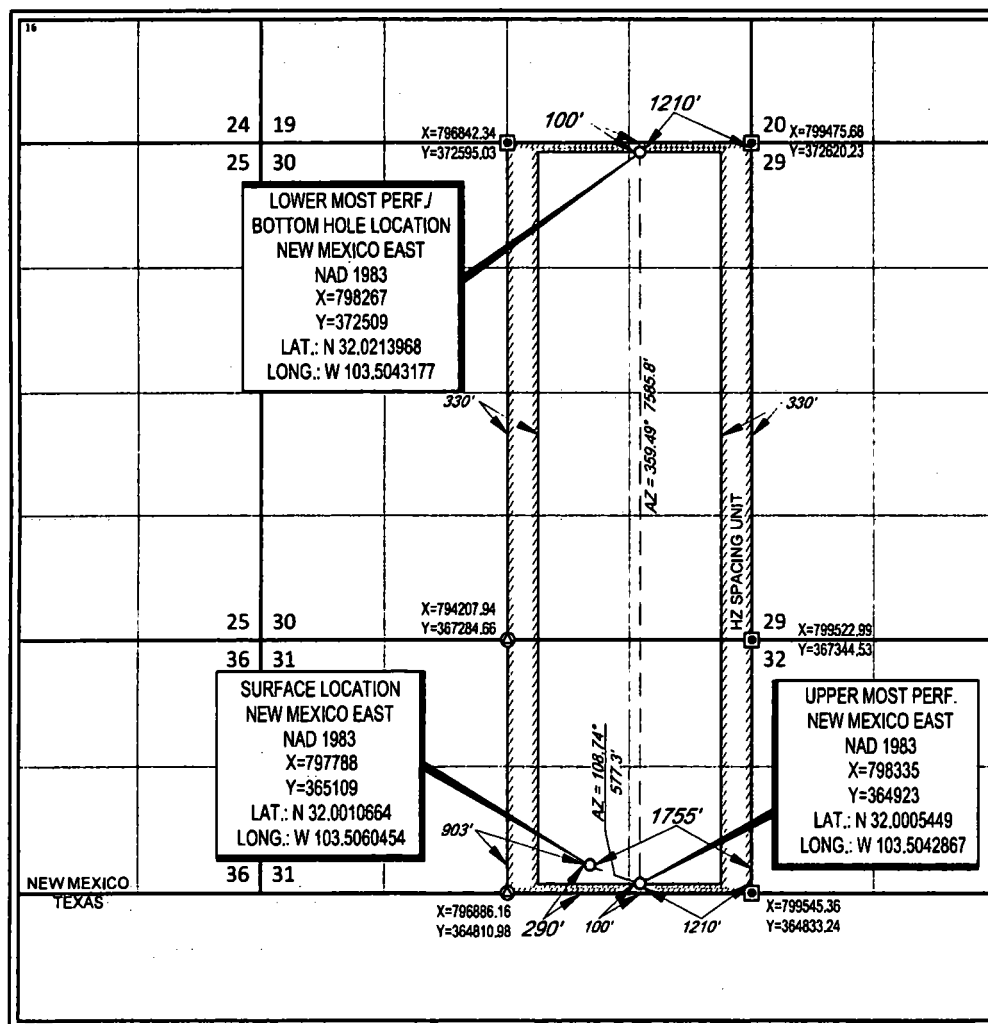 16
100'
1210'
24 19
X=796842.34
Y=372595.03
20
X=799475.68
Y=372620.23
25 30
29
LOWER MOST PERF./
BOTTOM HOLE LOCATION
NEW MEXICO EAST
NAD 1983
X=798267
Y=372509
LAT.: N 32.0213968
LONG.: W 103.5043177
330'
330'
AZ = 359.49° 7585.8'
HZ SPACING UNIT
25 30
X=794207.94
Y=367284.66
29
X=799522.99
Y=367344.53
36 31
32
SURFACE LOCATION
NEW MEXICO EAST
NAD 1983
X=797788
Y=365109
LAT.: N 32.0010664
LONG.: W 103.5060454
UPPER MOST PERF.
NEW MEXICO EAST
NAD 1983
X=798335
Y=364923
LAT.: N 32.0005449
LONG.: W 103.5042867
AZ = 108.74°
577.3'
903'
1755'
36 31
NEW MEXICO
TEXAS
X=796886.16
Y=364810.98
290'
100'
1210'
X=799545.36
Y=364833.24